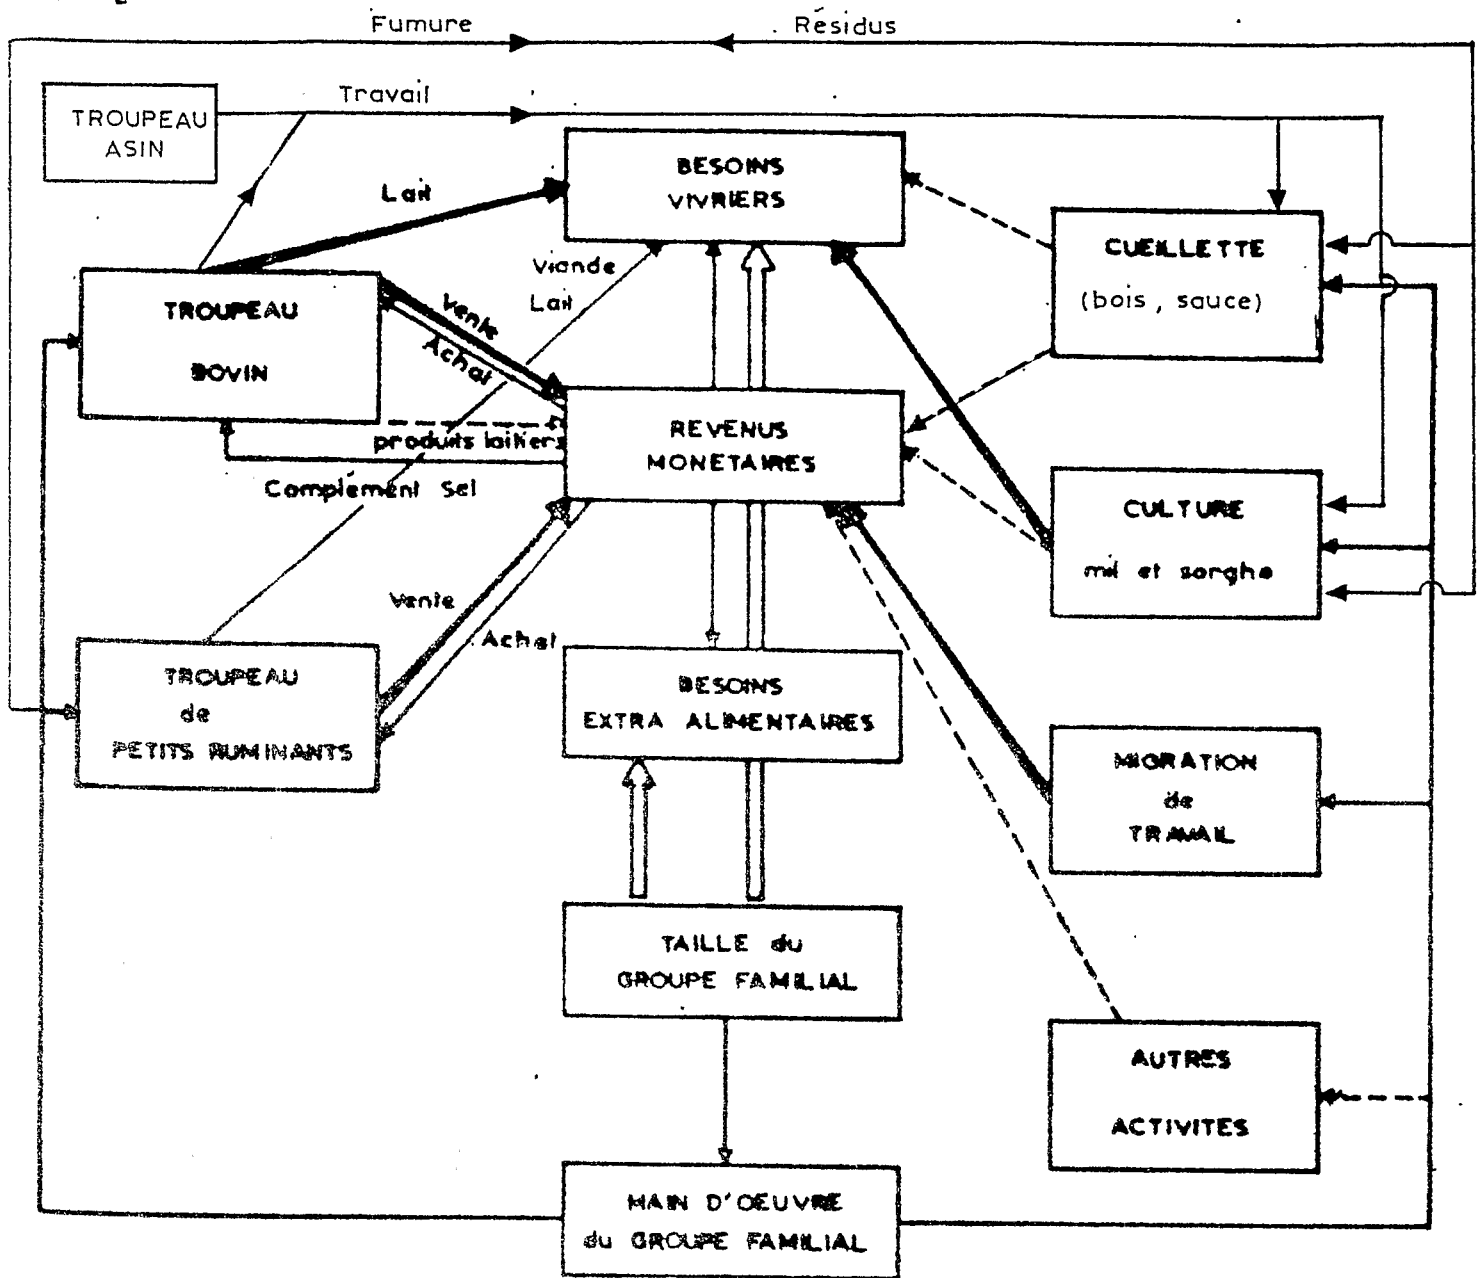 Fumure
Résidus
Travail
TROUPEAU
ASIN
BESOINS
VIVRIERS
Lait
CUEILLETTE
(bois, sauce)
Viande
Lait
TROUPEAU
BOVIN
Vente
Achat
REVENUS
MONETAIRES
produits laitiers
Complément Sel
CULTURE
mil et sorgho
Vente
Achat
TROUPEAU
de
PETITS RUMINANTS
BESOINS
EXTRA ALIMENTAIRES
MIGRATION
de
TRAVAIL
TAILLE du
GROUPE FAMILIAL
AUTRES
ACTIVITES
MAIN D'OEUVRE
du GROUPE FAMILIAL